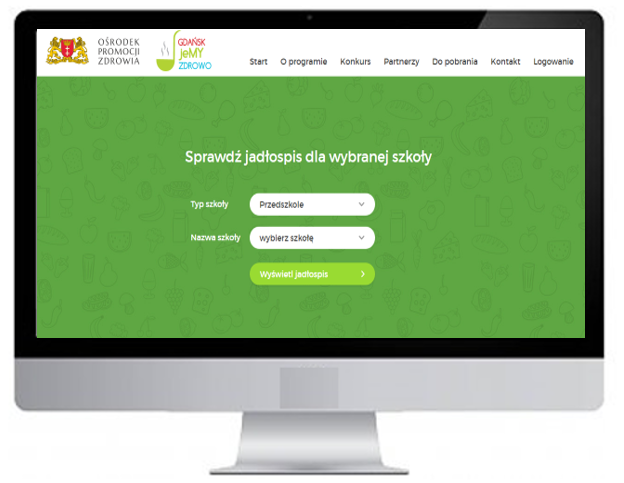 OŚRODEK
PROMOCJI
ZDROWIA
GDAŃSK
JeMY
ZDROWO
Start O programie Konkurs Partnerzy Do pobrania Kontakt Logowanie
Sprawdź jadłospis dla wybranej szkoły
Typ szkoły Przedszkole
Nazwa szkoły wybierz szkołę
Wyświetl jadłospis